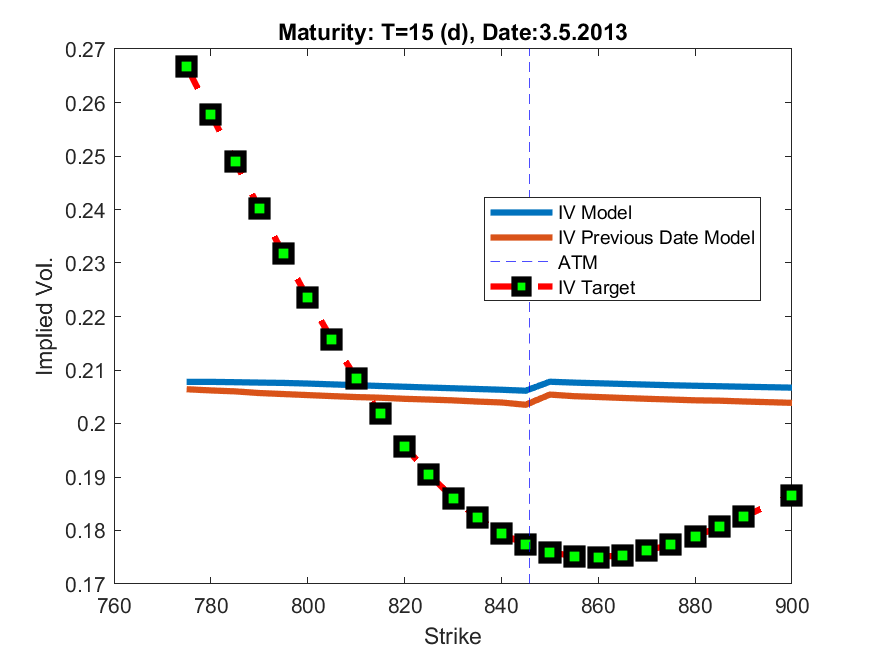 Maturity: T=15 (d), Date:3.5.2013
0.27
0.26
0.25
0.24
0.23
0.22
0.21
0.2
0.19
0.18
0.17
Implied Vol.
IV Model
IV Previous Date Model
ATM
IV Target
760 780 800 820 840 860 880 900
Strike